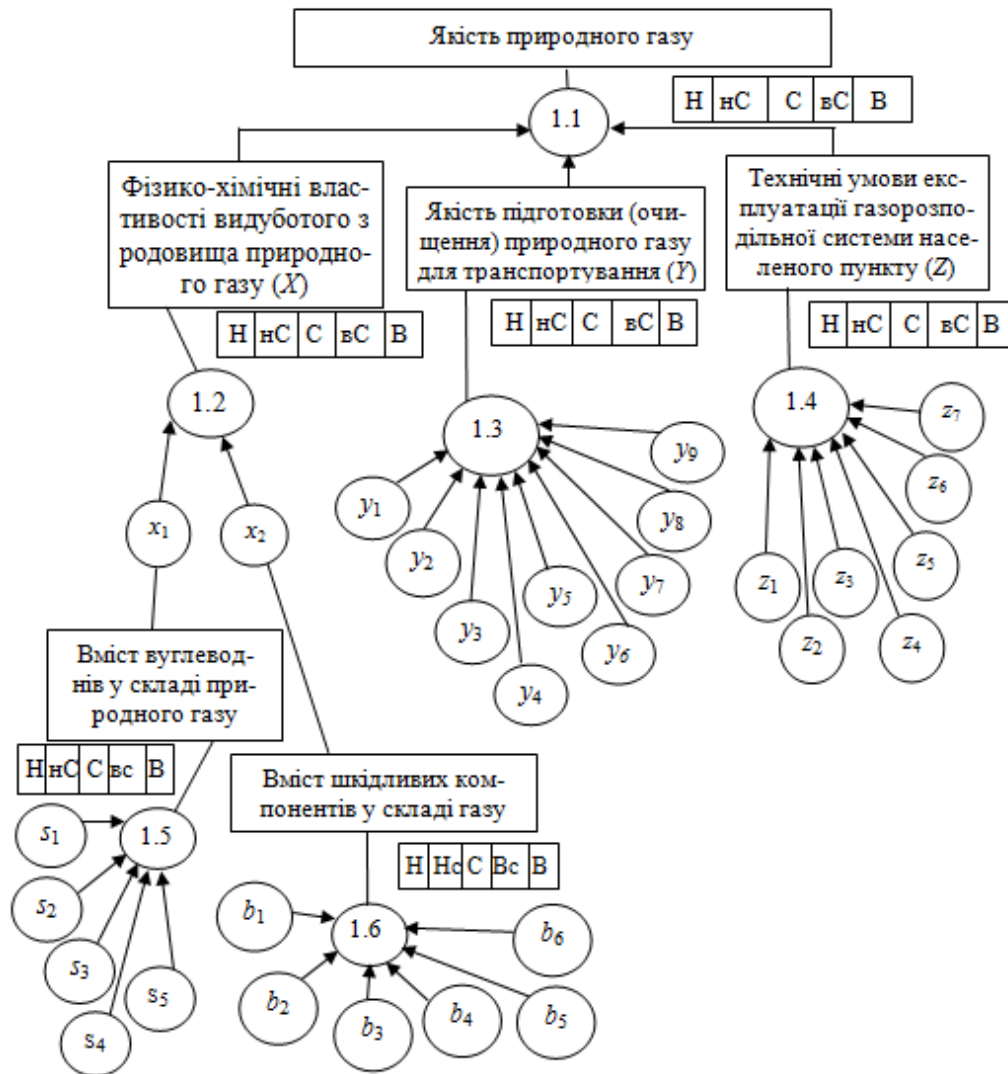 Якість природного газу
Н нС С вС В
1.1
Фізико-хімічні влас-
тивості видуботого з
родовища природно-
го газу (X)
Якість підготовки (очи-
щення) природного газу
для транспортування (Y)
Технічні умови екс-
плуатації газорозпо-
дільної системи насе-
леного пункту (Z)
Н нС С вС В
Н нС С вС В
Н нС С вС В
1.2
1.3
1.4
x1
x2
y1
y2
y3
y4
y5
y6
y7
y8
y9
z1
z2
z3
z4
z5
z6
z7
Вміст вуглевод-
нів у складі при-
родного газу
Н нС С вс В
Вміст шкідливих ком-
понентів у складі газу
Н Нс С Вс В
1.5
s1
s2
s3
s4
s5
1.6
b1
b2
b3
b4
b5
b6